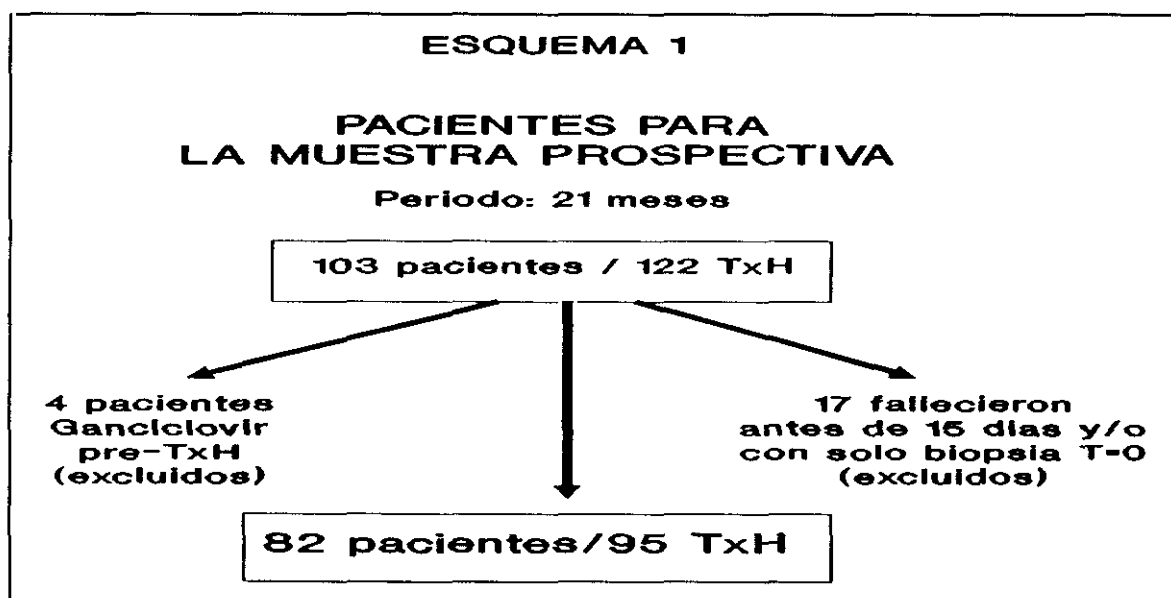 ESQUEMA 1
PACIENTES PARA
LA MUESTRA PROSPECTIVA
Periodo: 21 meses
103 pacientes / 122 TxH
4 pacientes
Ganciclovir
pre-TxH
(excluidos)
17 fallecieron
antes de 15 dias y/o
con solo biopsia T=0
(excluidos)
82 pacientes/95 TxH